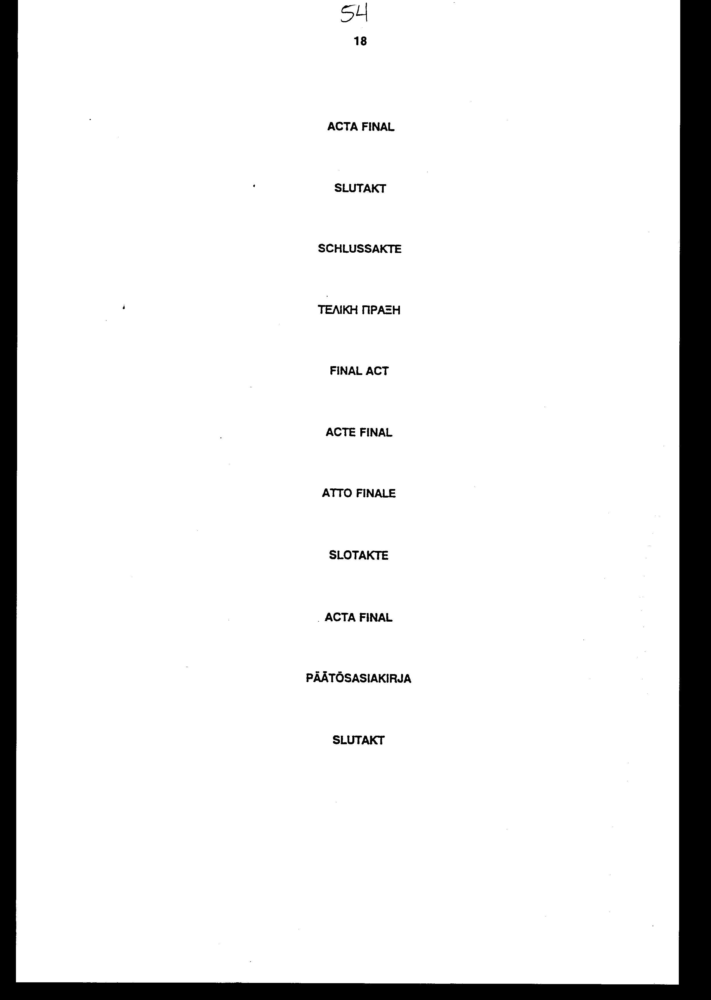 54
18
ACTA FINAL
SLUTAKT
SCHLUSSAKTE
ΤΕΛΙΚΗ ΠΡΑΞΗ
FINAL ACT
ACTE FINAL
ATTO FINALE
SLOTAKTE
ACTA FINAL
PÄÄTÖSASIAKIRJA
SLUTAKT